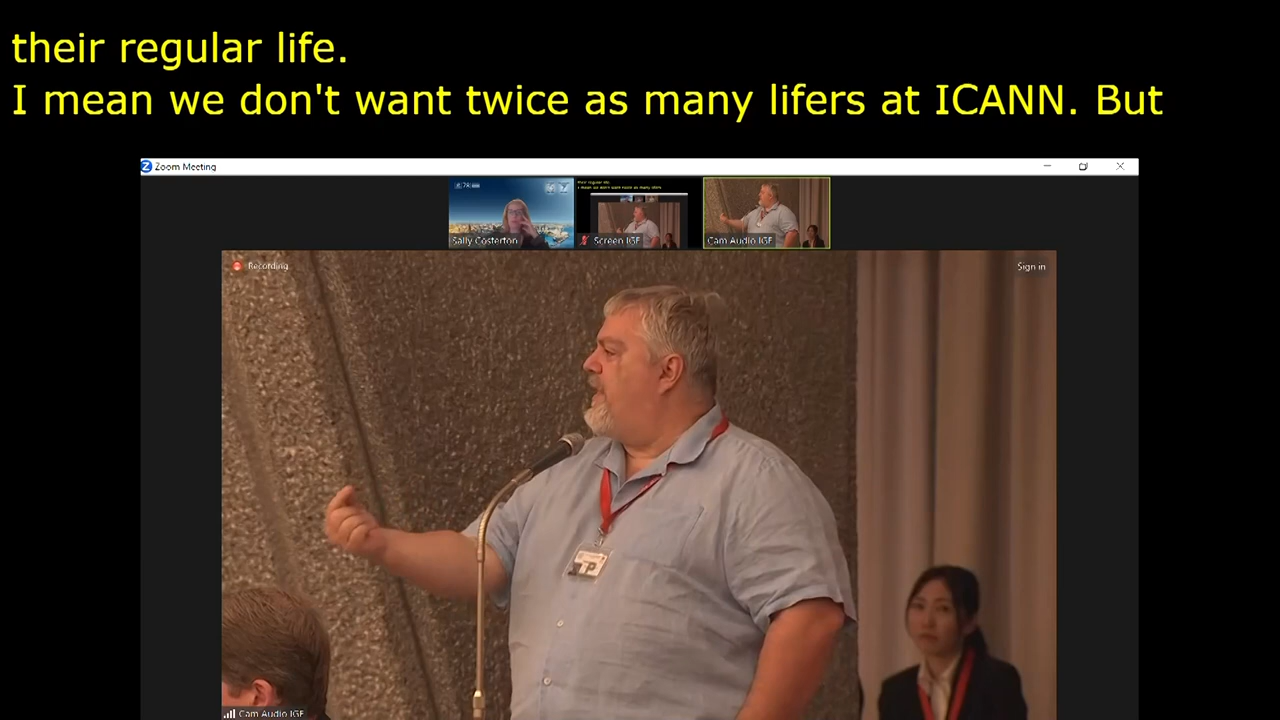 their regular life.
I mean we don't want twice as many lifers at ICANN. But
Zoom Meeting
Sally Costerton
Screen IGF
Cam Audio IGF
Recording
Sign in
TP
Cam Audio IGF